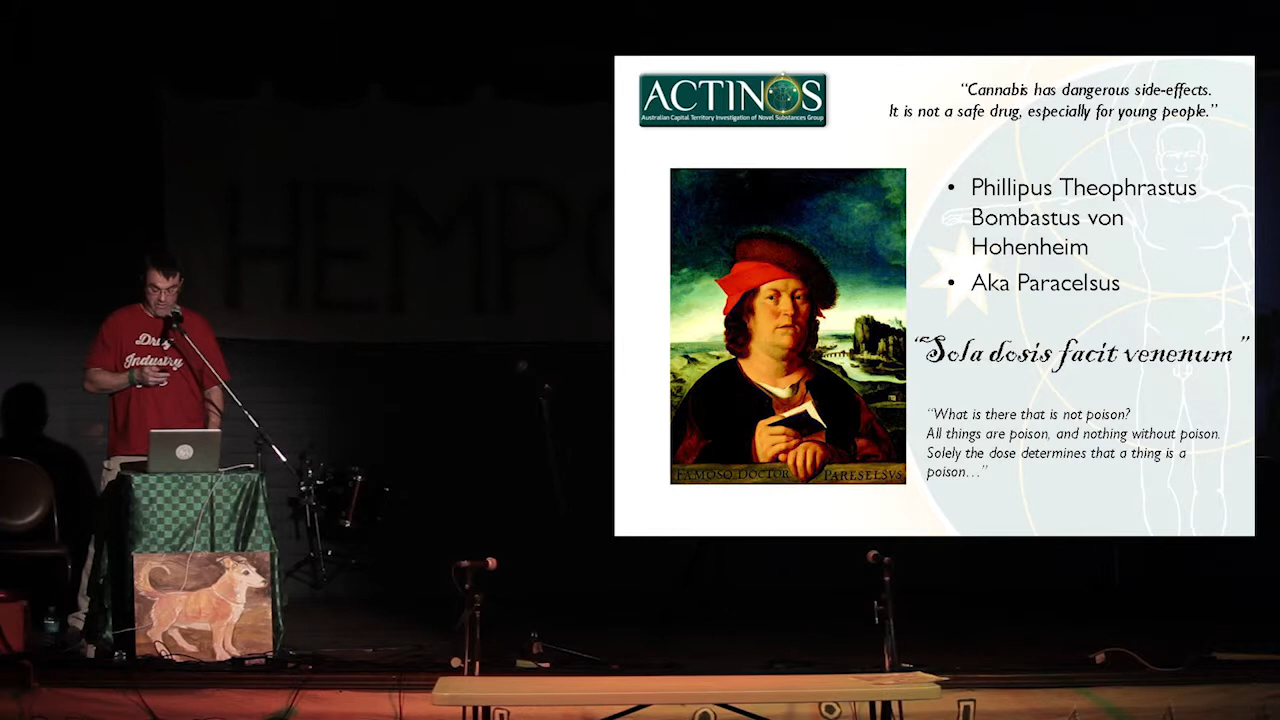 HEMP
Drug
Industry
ACTINOS
Australian Capital Territory Investigation of Novel Substances Group
“Cannabis has dangerous side-effects.
It is not a safe drug, especially for young people.”
• Phillipus Theophrastus
Bombastus von
Hohenheim
• Aka Paracelsus
“Sola dosis facit venenum”
“What is there that is not poison?
All things are poison, and nothing without poison.
Solely the dose determines that a thing is a
poison…”
FAMOSO DOCTOR PARESELSVS